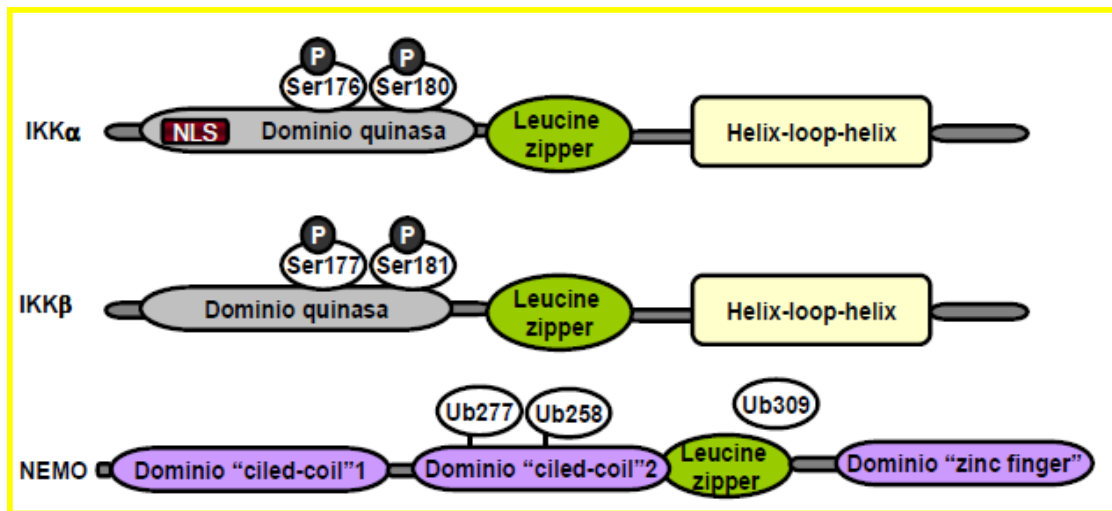 P P
Ser176 Ser180
IKKα NLS Dominio quinasa Leucine zipper Helix-loop-helix
P P
Ser177 Ser181
IKKβ Dominio quinasa Leucine zipper Helix-loop-helix
Ub277 Ub258 Ub309
NEMO Dominio “ciled-coil”1 Dominio “ciled-coil”2 Leucine zipper Dominio “zinc finger”